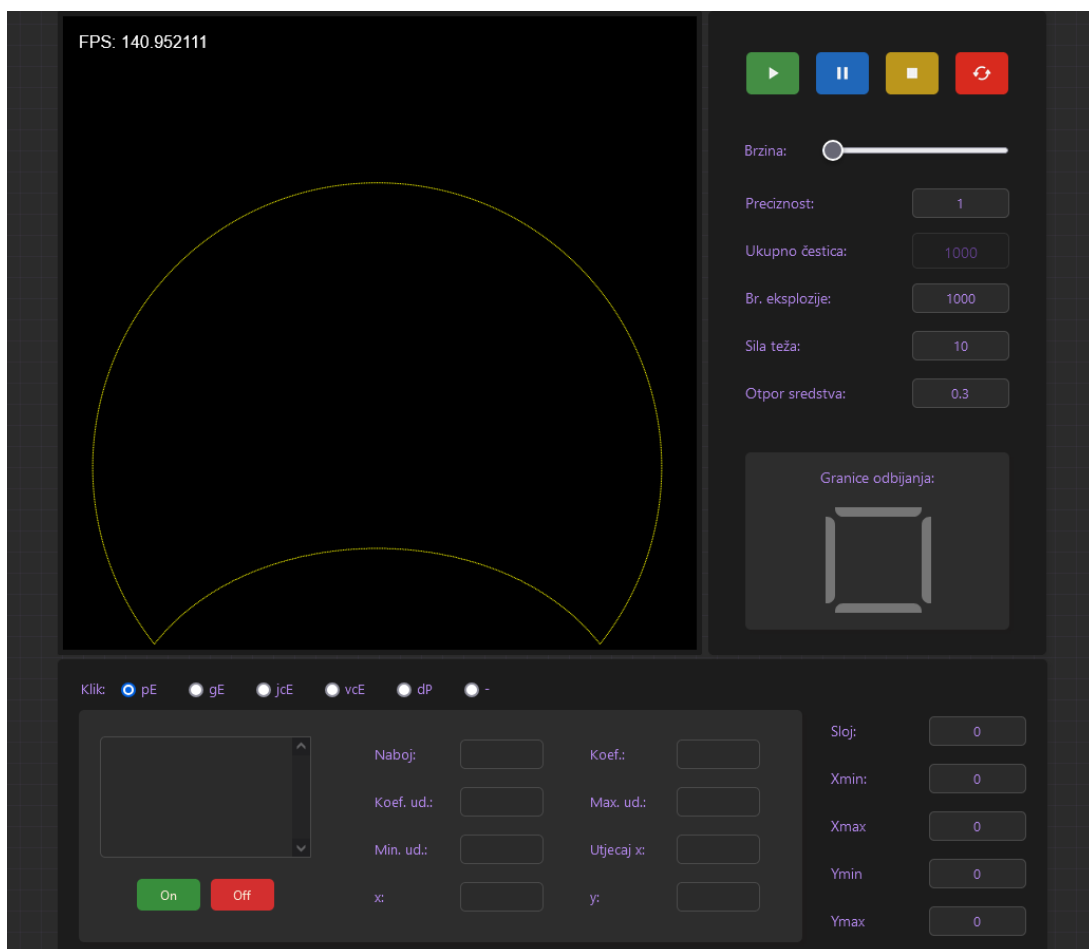 FPS: 140.952111
Brzina:
Preciznost: 1
Ukupno čestica: 1000
Br. eksplozije: 1000
Sila teža: 10
Otpor sredstva: 0.3
Granice odbijanja:
Klik: pE gE jcE vcE dP -
Naboj: Koef.:
Koef. ud.: Max. ud.:
Min. ud.: Utjecaj x:
x: y:
On Off
Sloj: 0
Xmin: 0
Xmax 0
Ymin 0
Ymax 0